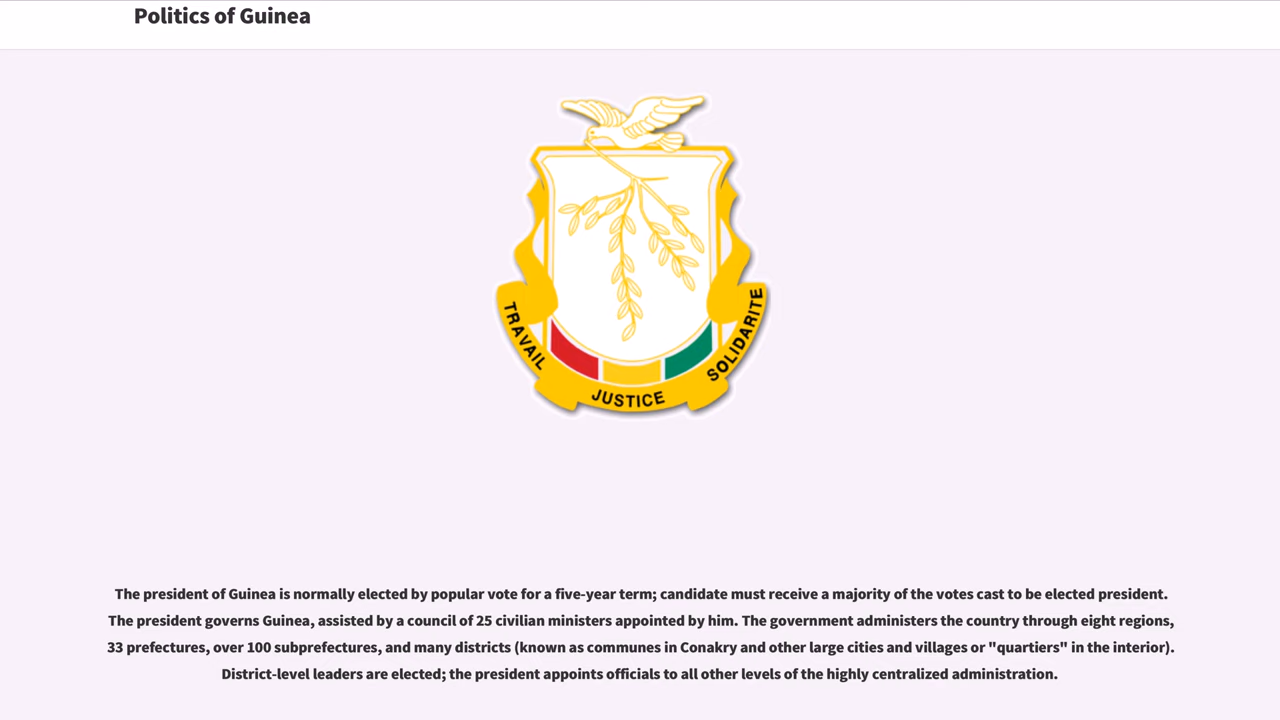 Politics of Guinea
TRAVAIL
JUSTICE
SOLIDARITE
The president of Guinea is normally elected by popular vote for a five-year term; candidate must receive a majority of the votes cast to be elected president.
The president governs Guinea, assisted by a council of 25 civilian ministers appointed by him. The government administers the country through eight regions,
33 prefectures, over 100 subprefectures, and many districts (known as communes in Conakry and other large cities and villages or "quartiers" in the interior).
District-level leaders are elected; the president appoints officials to all other levels of the highly centralized administration.